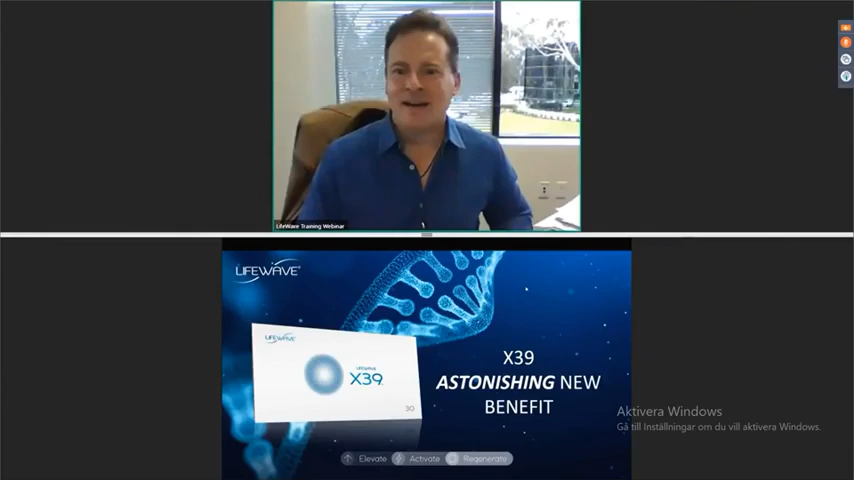 LifeWave Training Webinar
LIFEWAVE
LIFEWAVE
LIFEWAVE
X39
30
X39
ASTONISHING NEW
BENEFIT
Aktivera Windows
Gå till Inställningar om du vill aktivera Windows.
Elevate Activate Regenerate